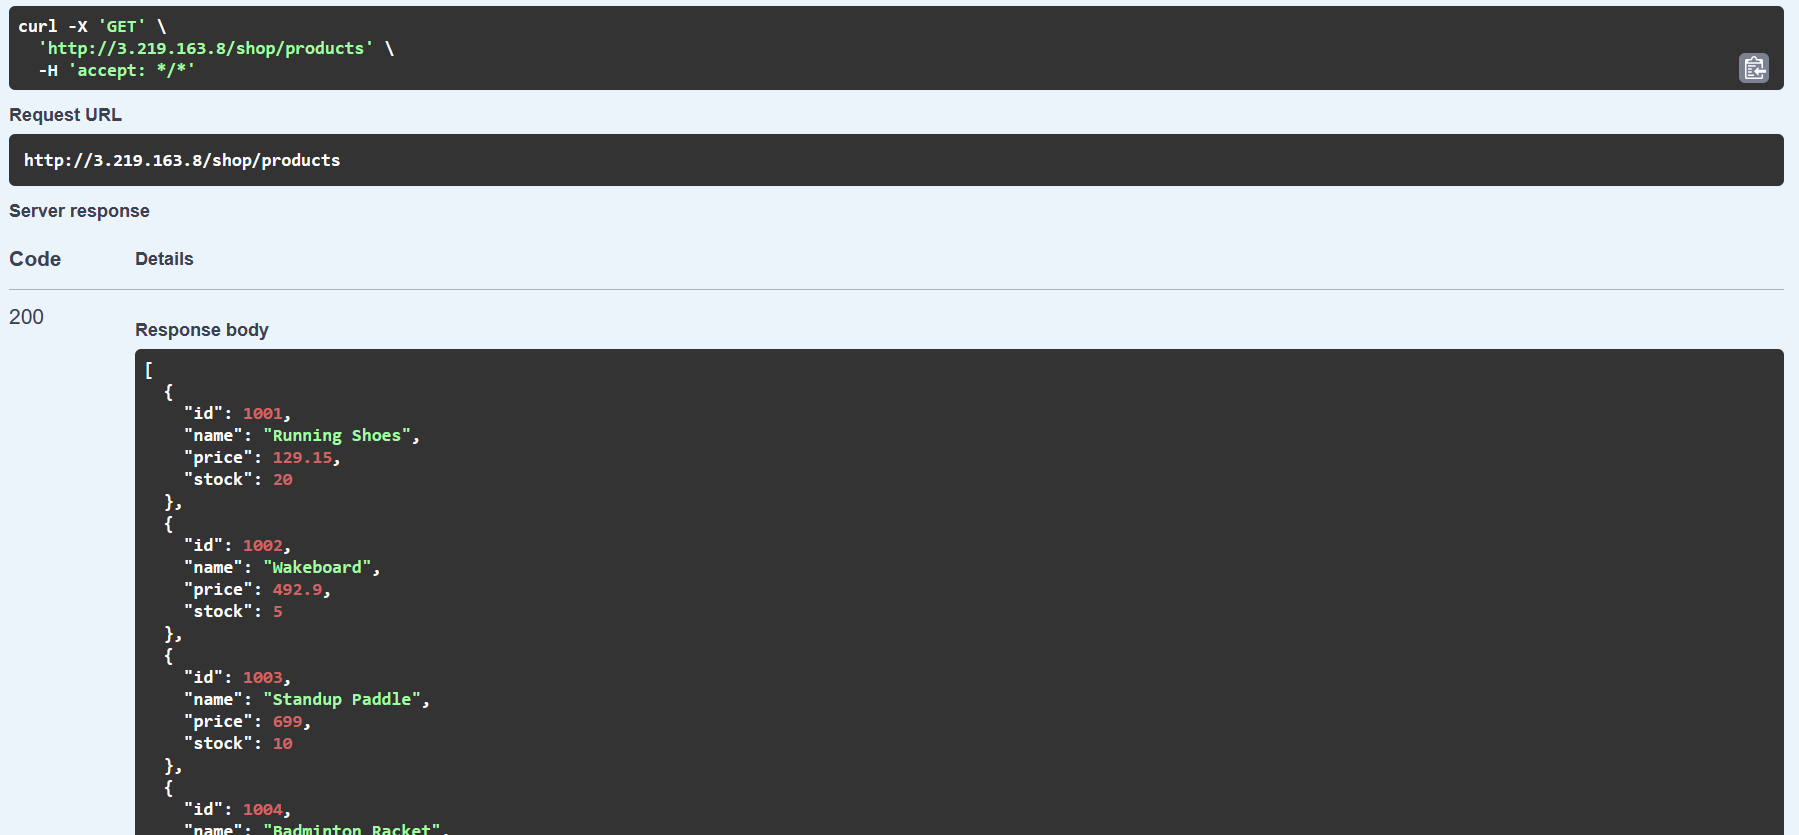 curl -X 'GET' \
  'http://3.219.163.8/shop/products' \
  -H 'accept: */*'
Request URL
http://3.219.163.8/shop/products
Server response
Code Details
200
Response body
[
  {
    "id": 1001,
    "name": "Running Shoes",
    "price": 129.15,
    "stock": 20
  },
  {
    "id": 1002,
    "name": "Wakeboard",
    "price": 492.9,
    "stock": 5
  },
  {
    "id": 1003,
    "name": "Standup Paddle",
    "price": 699,
    "stock": 10
  },
  {
    "id": 1004,
    "name": "Badminton Racket",